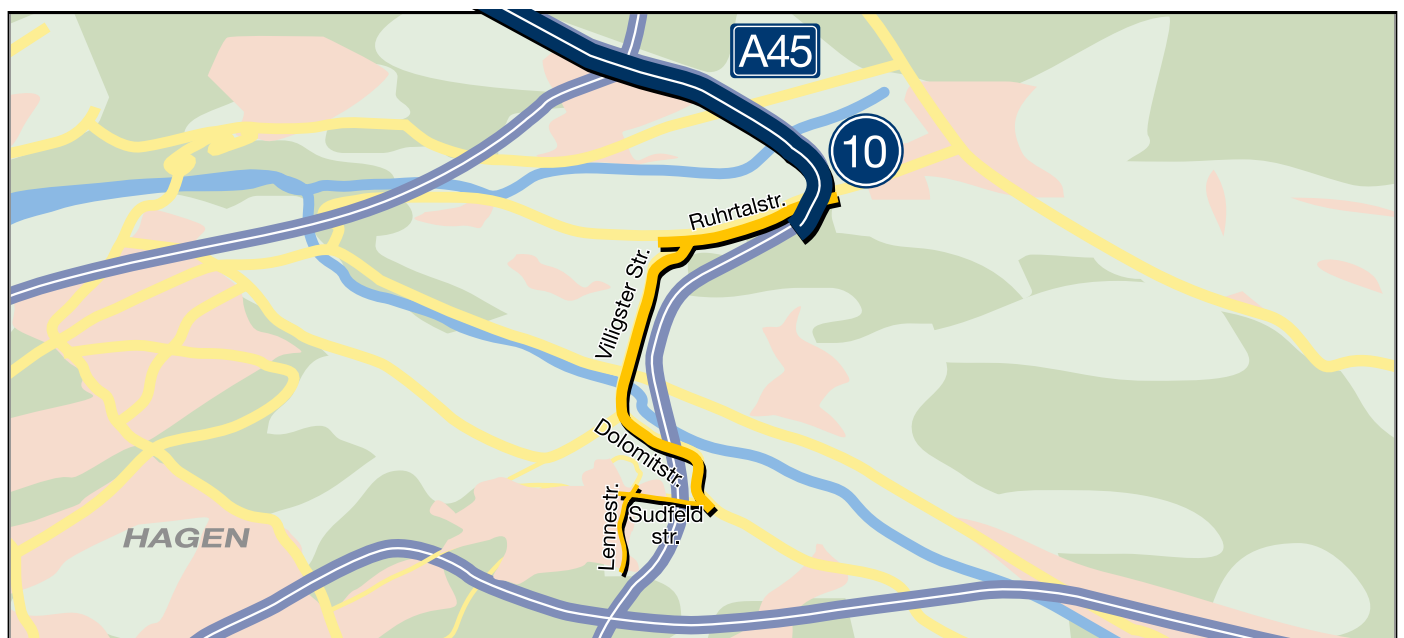 A45
10
Ruhrtalstr.
Villigster Str.
Dolomitstr.
Lennestr.
Sudfeld
str.
HAGEN